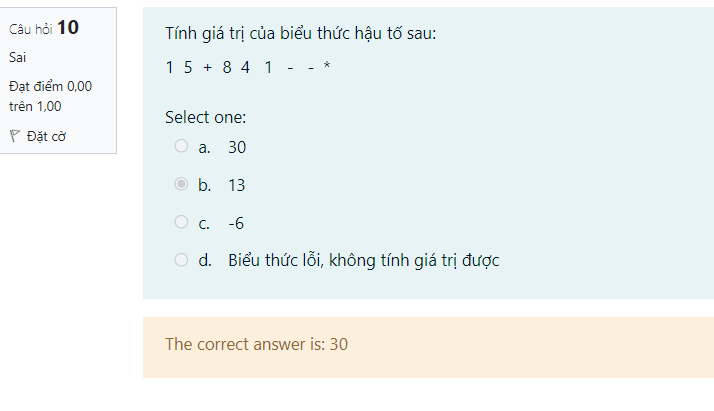 Câu hỏi 10
Sai
Đạt điểm 0,00
trên 1,00
Đặt cờ
Tính giá trị của biểu thức hậu tố sau:
1 5 + 8 4 1 - - *
Select one:
a. 30
b. 13
c. -6
d. Biểu thức lỗi, không tính giá trị được
The correct answer is: 30